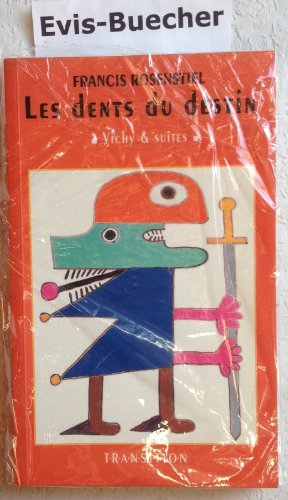 Evis-Buecher
FRANCIS ROSENSTIEL
Les dents du destin
Vichy & suites
TRANSITION